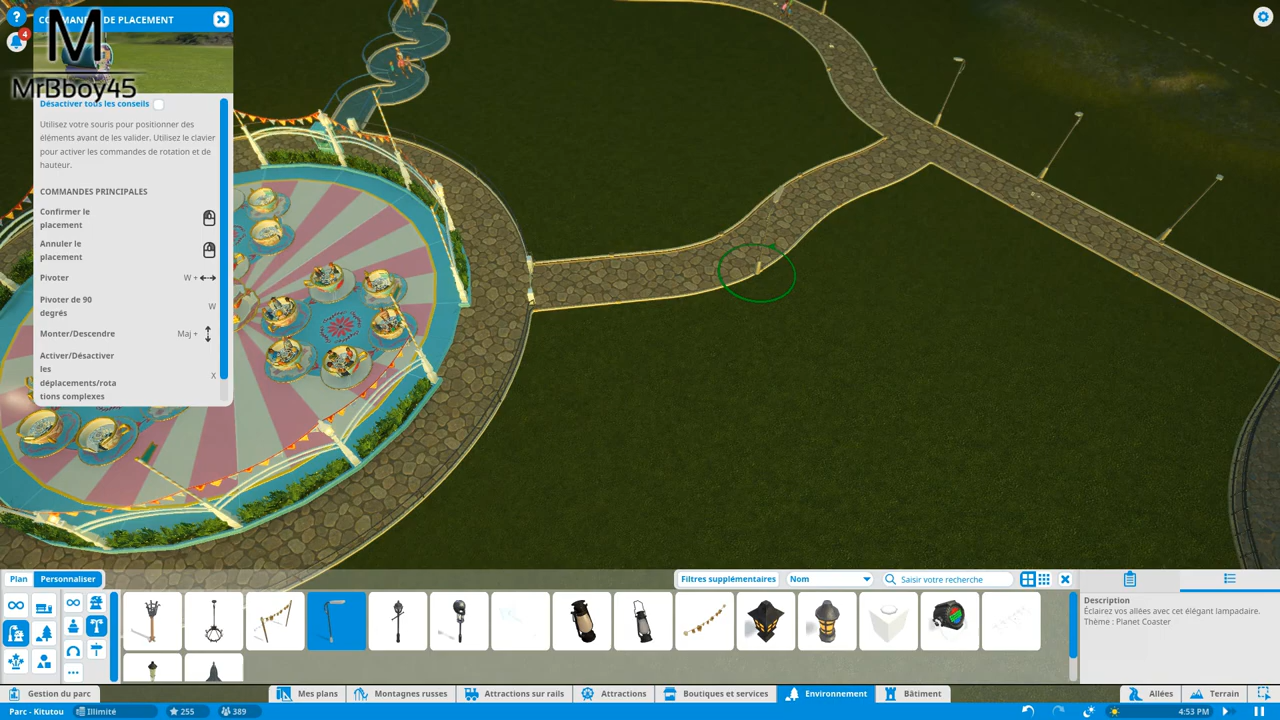 COMMAN DE PLACEMENT
M
MrBboy45
4
Désactiver tous les conseils
Utilisez votre souris pour positionner des
éléments avant de les valider. Utilisez le clavier
pour activer les commandes de rotation et de
hauteur.
COMMANDES PRINCIPALES
Confirmer le
placement
Annuler le
placement
Pivoter W +
Pivoter de 90
degrés W
Monter/Descendre Maj +
Activer/Désactiver
les
déplacements/rota
tions complexes X
Plan Personnaliser
Filtres supplémentaires Nom Saisir votre recherche
Description
Éclairez vos allées avec cet élégant lampadaire.
Thème : Planet Coaster
Gestion du parc Mes plans Montagnes russes Attractions sur rails Attractions Boutiques et services Environnement Bâtiment Allées Terrain
Parc - Kitutou Illimité 255 389 4:53 PM